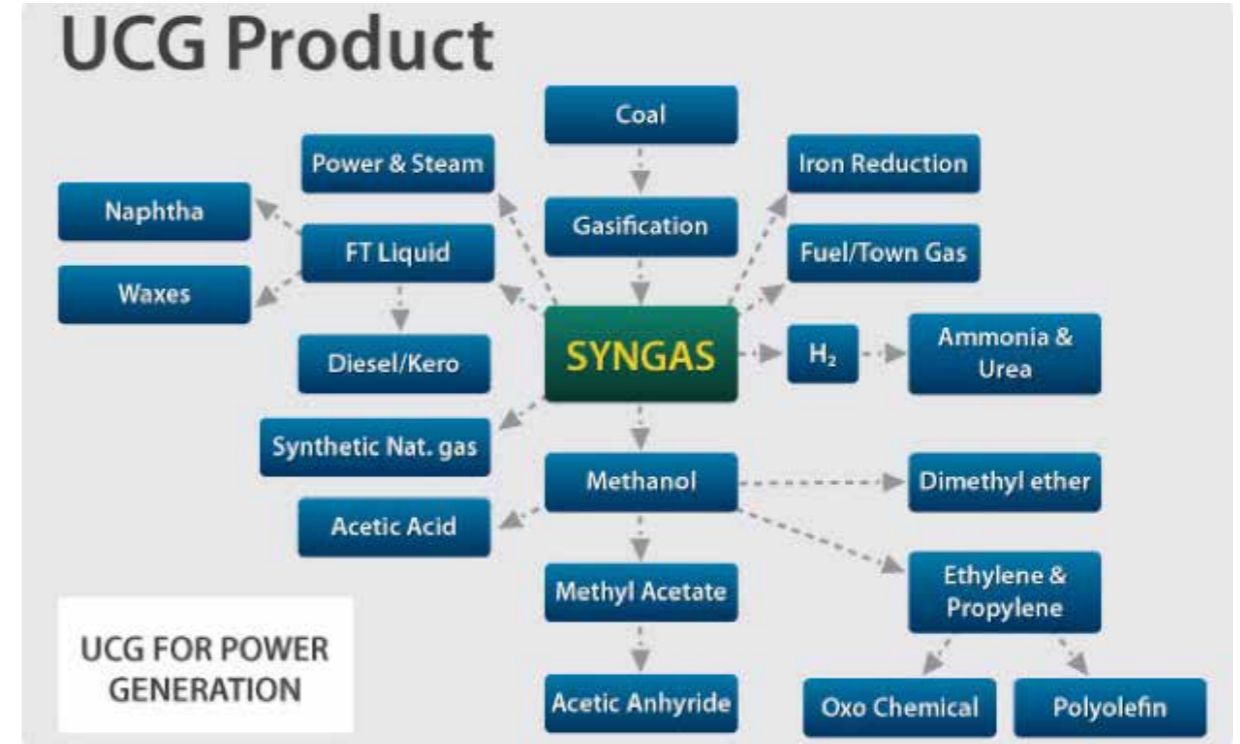 UCG Product
Coal
Power & Steam
Iron Reduction
Naphtha
Gasification
FT Liquid
Fuel/Town Gas
Waxes
SYNGAS
H₂
Ammonia &
Urea
Diesel/Kero
Synthetic Nat. gas
Methanol
Dimethyl ether
Acetic Acid
Methyl Acetate
Ethylene &
Propylene
UCG FOR POWER
GENERATION
Acetic Anhyride
Oxo Chemical
Polyolefin